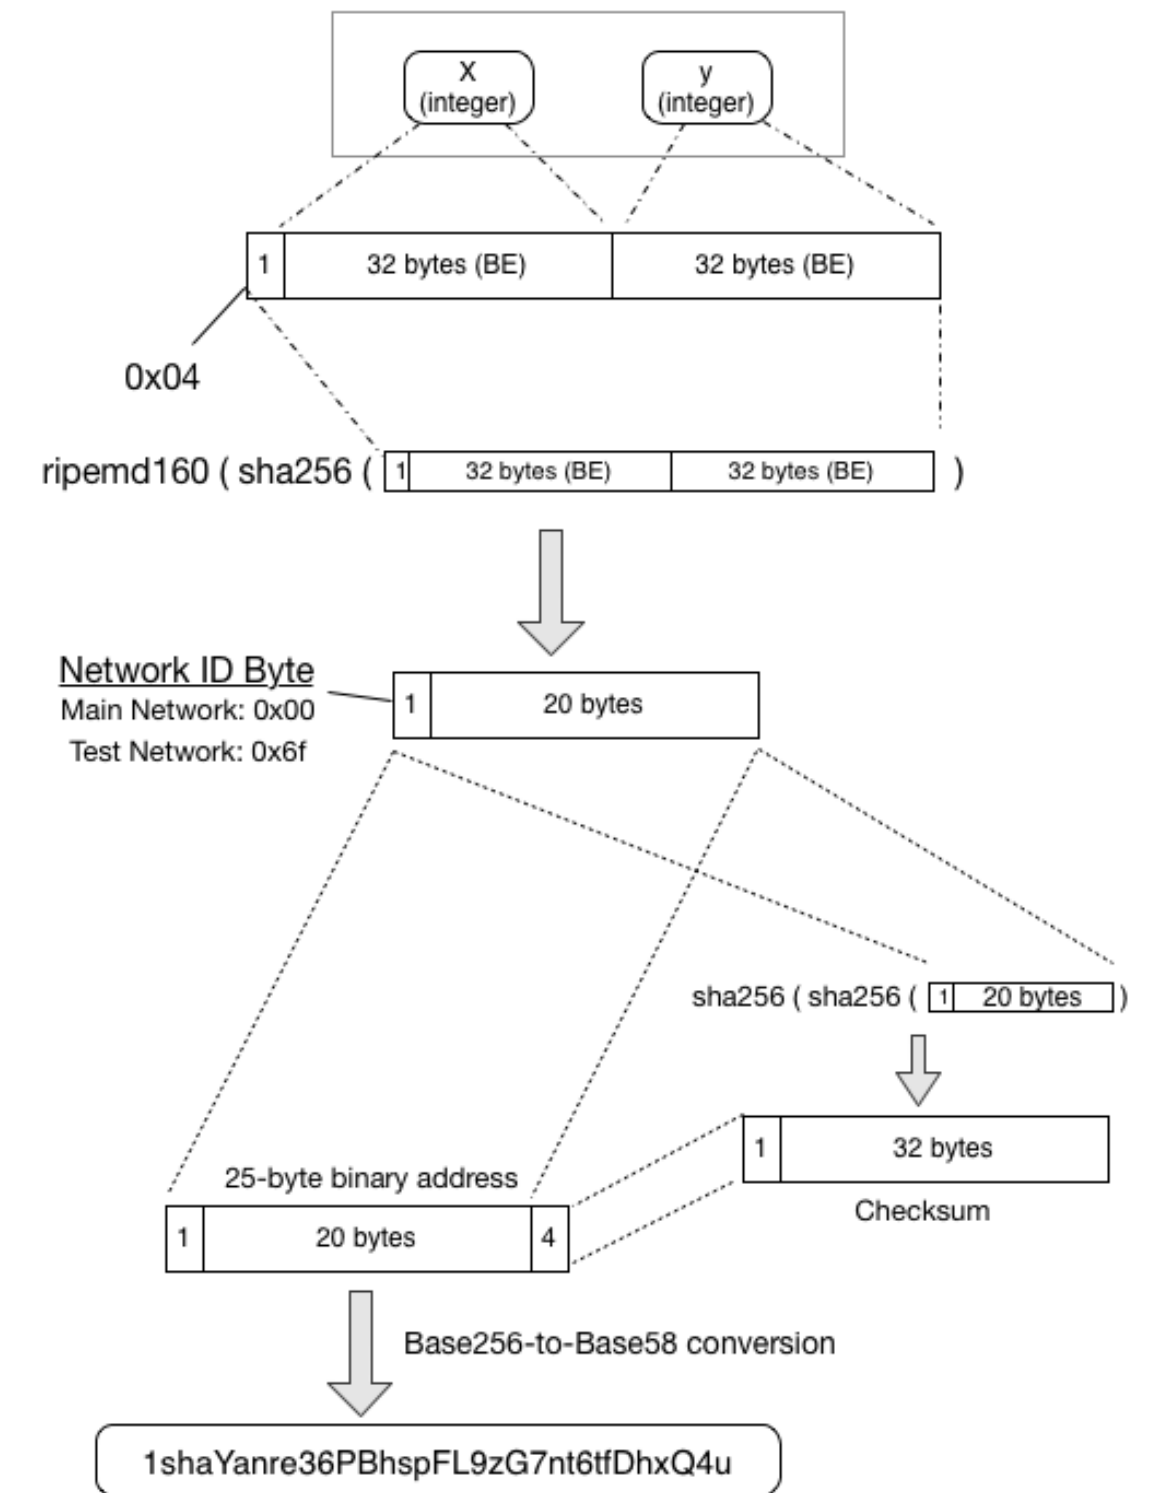 X
(integer)
y
(integer)
1
32 bytes (BE)
32 bytes (BE)
0x04
ripemd160 ( sha256 ( 1 32 bytes (BE) 32 bytes (BE) )
Network ID Byte
Main Network: 0x00
Test Network: 0x6f
1
20 bytes
sha256 ( sha256 ( 1 20 bytes )
1
32 bytes
Checksum
25-byte binary address
1
20 bytes
4
Base256-to-Base58 conversion
1shaYanre36PBhspFL9zG7nt6tfDhxQ4u